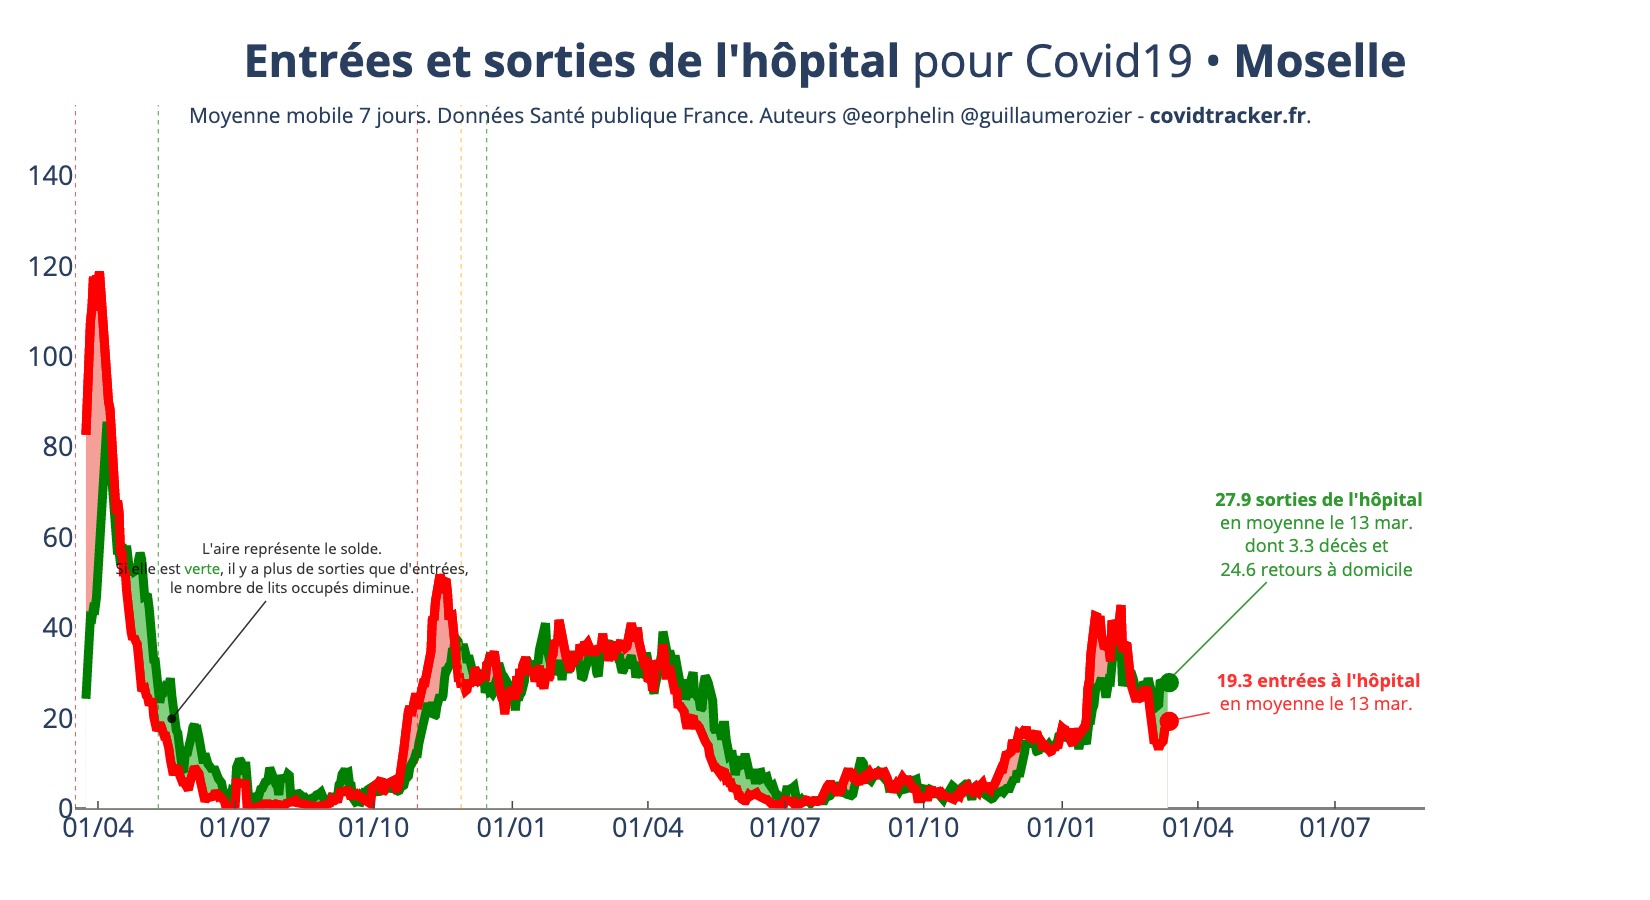 Entrées et sorties de l'hôpital pour Covid19 • Moselle
Moyenne mobile 7 jours. Données Santé publique France. Auteurs @eorphelin @guillaumerozier - covidtracker.fr.
140
120
100
80
60
40
20
0
L'aire représente le solde.
Si elle est verte, il y a plus de sorties que d'entrées,
le nombre de lits occupés diminue.
27.9 sorties de l'hôpital
en moyenne le 13 mar.
dont 3.3 décès et
24.6 retours à domicile
19.3 entrées à l'hôpital
en moyenne le 13 mar.
01/04 01/07 01/10 01/01 01/04 01/07 01/10 01/01 01/04 01/07